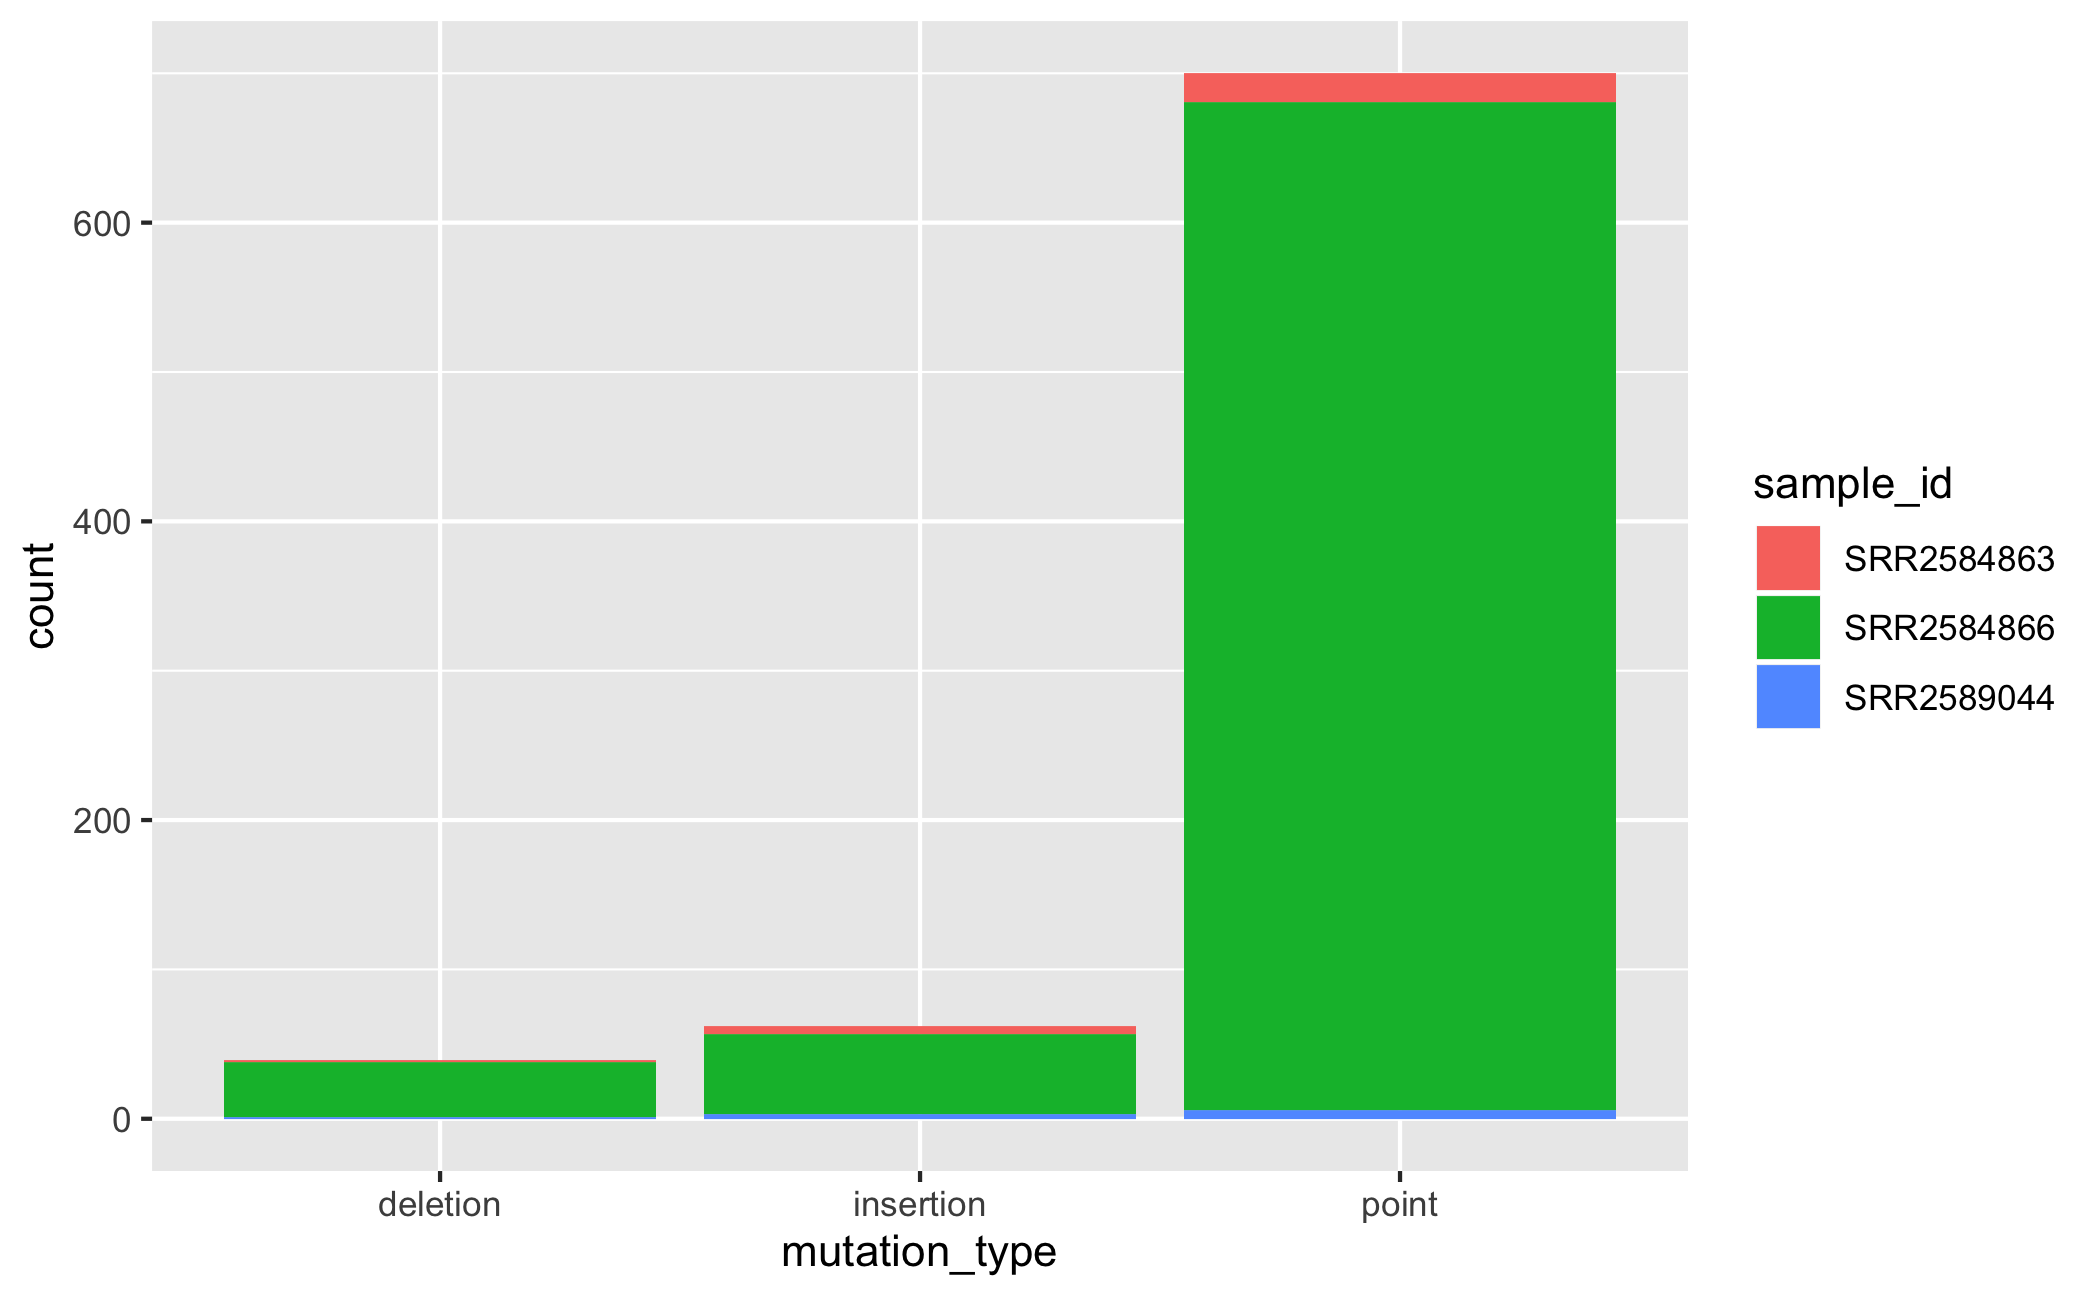 count
600
400
200
0
deletion
insertion
point
mutation_type
sample_id
SRR2584863
SRR2584866
SRR2589044